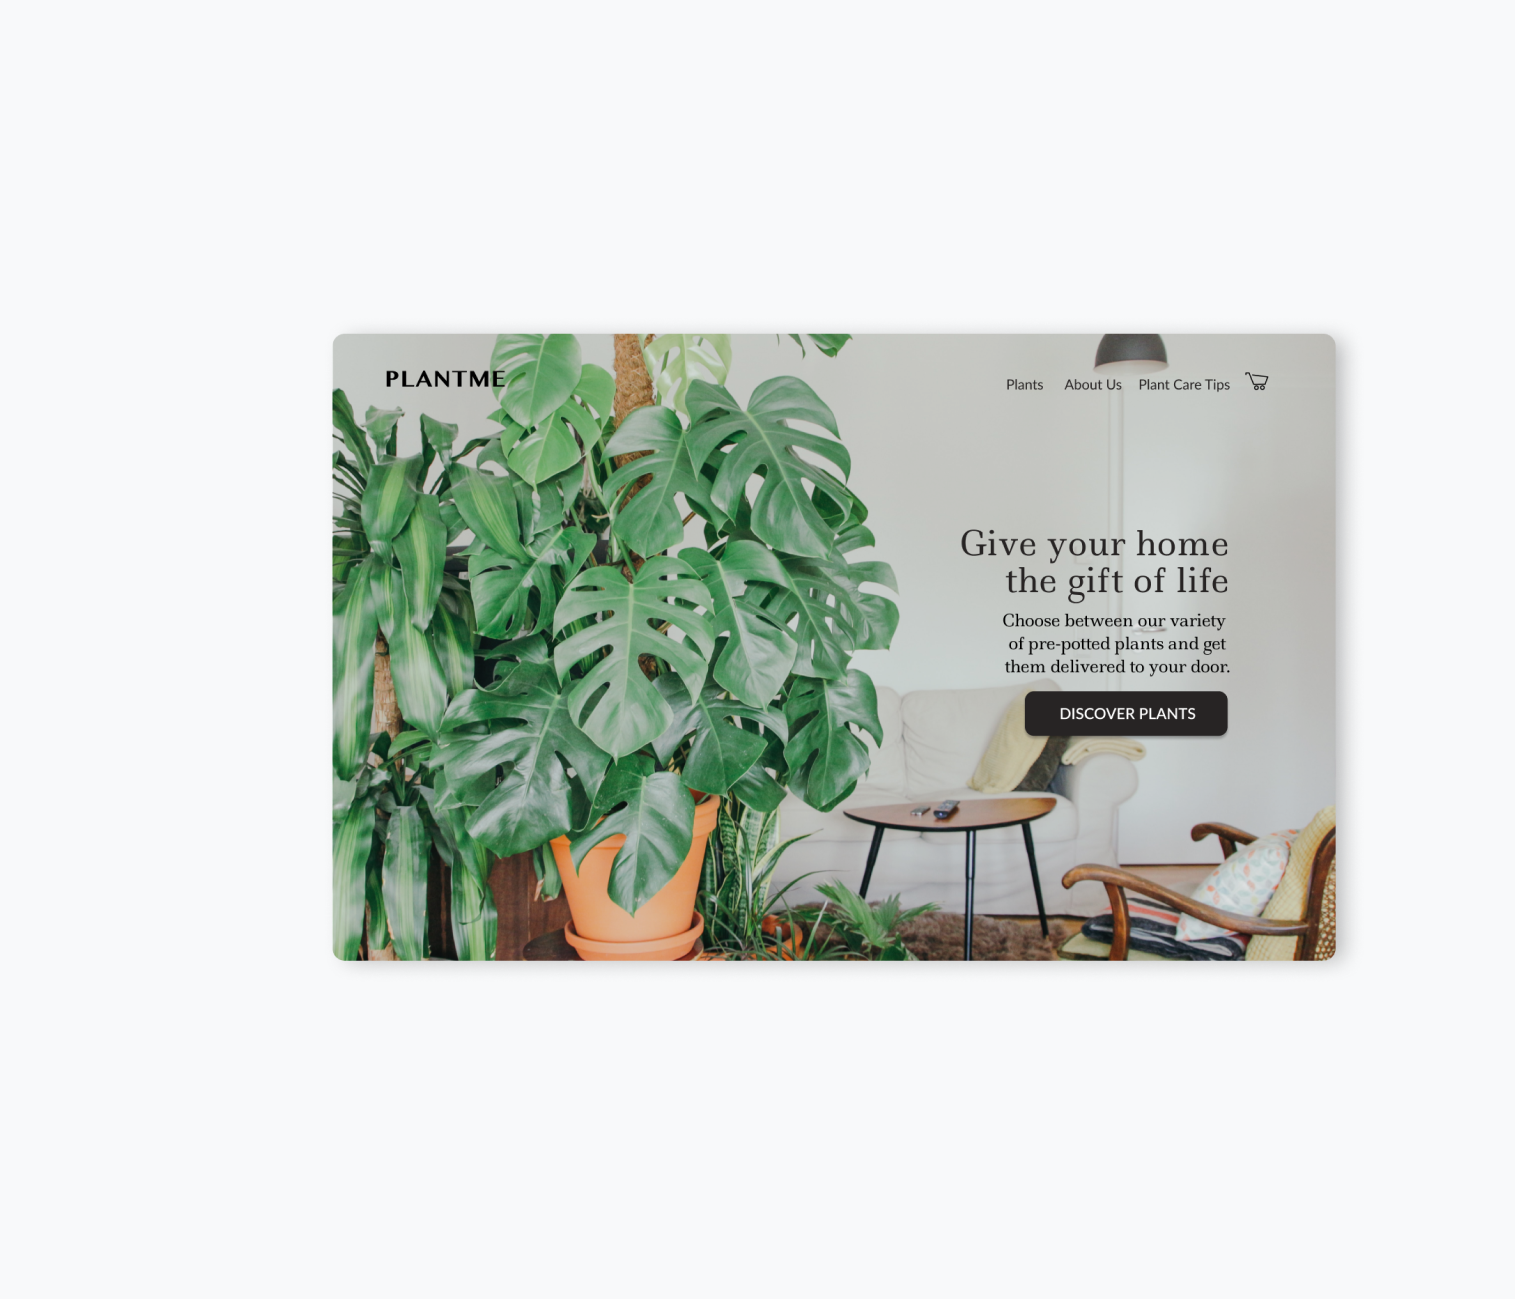 PLANTME
Plants About Us Plant Care Tips
Give your home
the gift of life
Choose between our variety
of pre-potted plants and get
them delivered to your door.
DISCOVER PLANTS